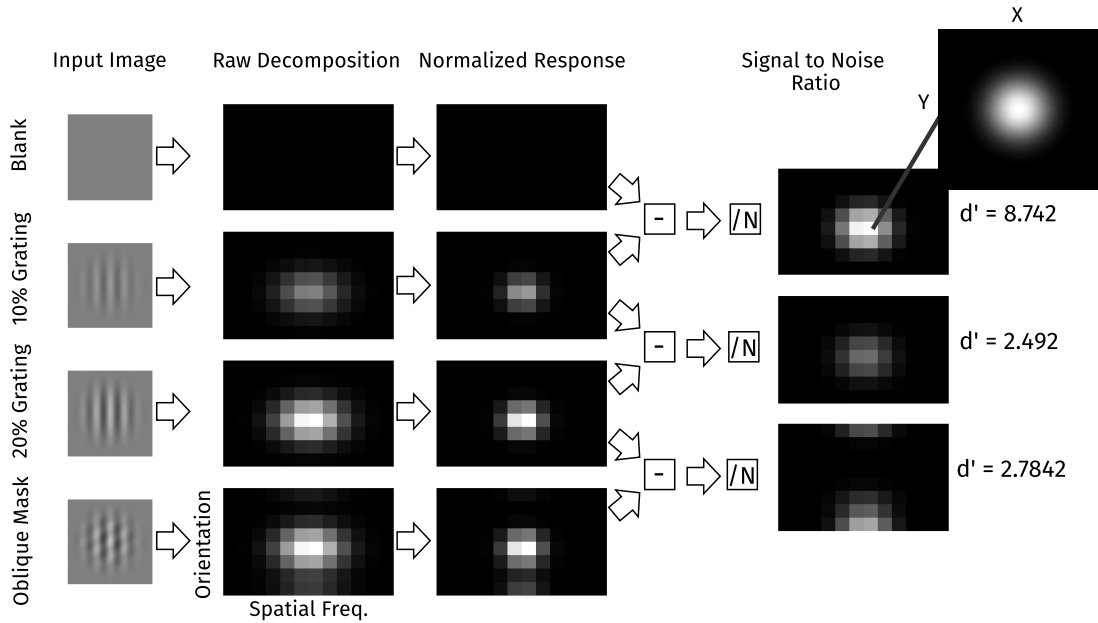 X
Input Image
Raw Decomposition
Normalized Response
Signal to Noise
Ratio
Y
Blank
- /N
d' = 8.742
10% Grating
- /N
d' = 2.492
20% Grating
- /N
d' = 2.7842
Oblique Mask
Orientation
Spatial Freq.